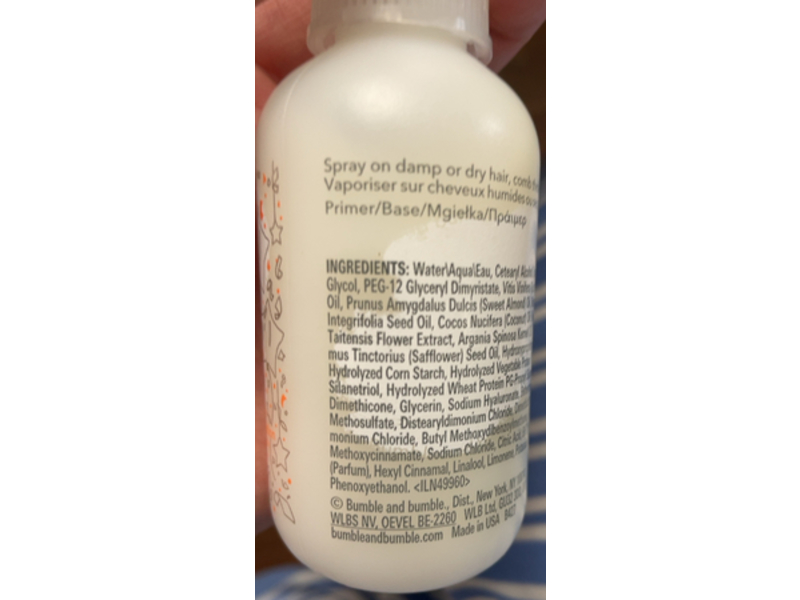 Spray on damp or dry hair, comb
Vaporiser sur cheveux humides ou
Primer/Base/Mgiełka/Πράιμερ
INGREDIENTS: Water\Aqua\Eau, Cetearyl
Glycol, PEG-12 Glyceryl Dimyristate, Vitis
Oil, Prunus Amygdalus Dulcis (Sweet Almond)
Integrifolia Seed Oil, Cocos Nucifera (Coconut)
Taitensis Flower Extract, Argania Spinosa Kernel
mus Tinctorius (Safflower) Seed Oil,
Hydrolyzed Corn Starch, Hydrolyzed Vegetable
Silanetriol, Hydrolyzed Wheat Protein
Dimethicone, Glycerin, Sodium Hyaluronate,
Methosulfate, Distearyldimonium Chloride,
monium Chloride, Butyl
Methoxycinnamate, Sodium Chloride, Citric Acid,
(Parfum), Hexyl Cinnamal, Linalool, Limonene,
Phenoxyethanol. <ILN49960>
© Bumble and bumble., Dist., New York, NY
WLBS NV, OEVEL BE-2260 WLB Ltd,
bumbleandbumble.com Made in USA